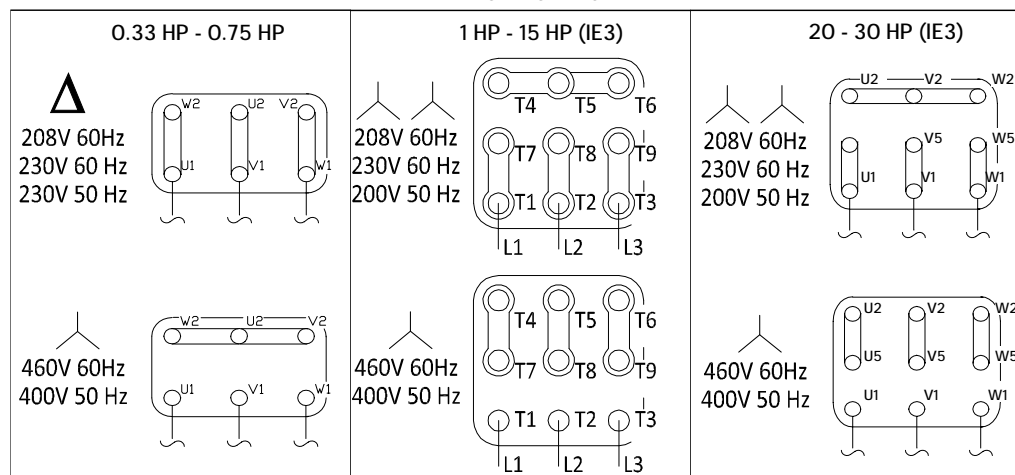 0.33 HP - 0.75 HP
208V 60Hz
230V 60 Hz
230V 50 Hz
W2 U2 V2
U1 V1 W1
460V 60Hz
400V 50 Hz
W2 U2 V2
U1 V1 W1
1 HP - 15 HP (IE3)
208V 60Hz
230V 60 Hz
200V 50 Hz
T4 T5 T6
T7 T8 T9
T1 T2 T3
L1 L2 L3
460V 60Hz
400V 50 Hz
T4 T5 T6
T7 T8 T9
T1 T2 T3
L1 L2 L3
20 - 30 HP (IE3)
208V 60Hz
230V 60 Hz
200V 50 Hz
U2 V2 W2
V5 W5
U1 V1 W1
460V 60Hz
400V 50 Hz
U2 V2 W2
U5 V5 W5
U1 V1 W1